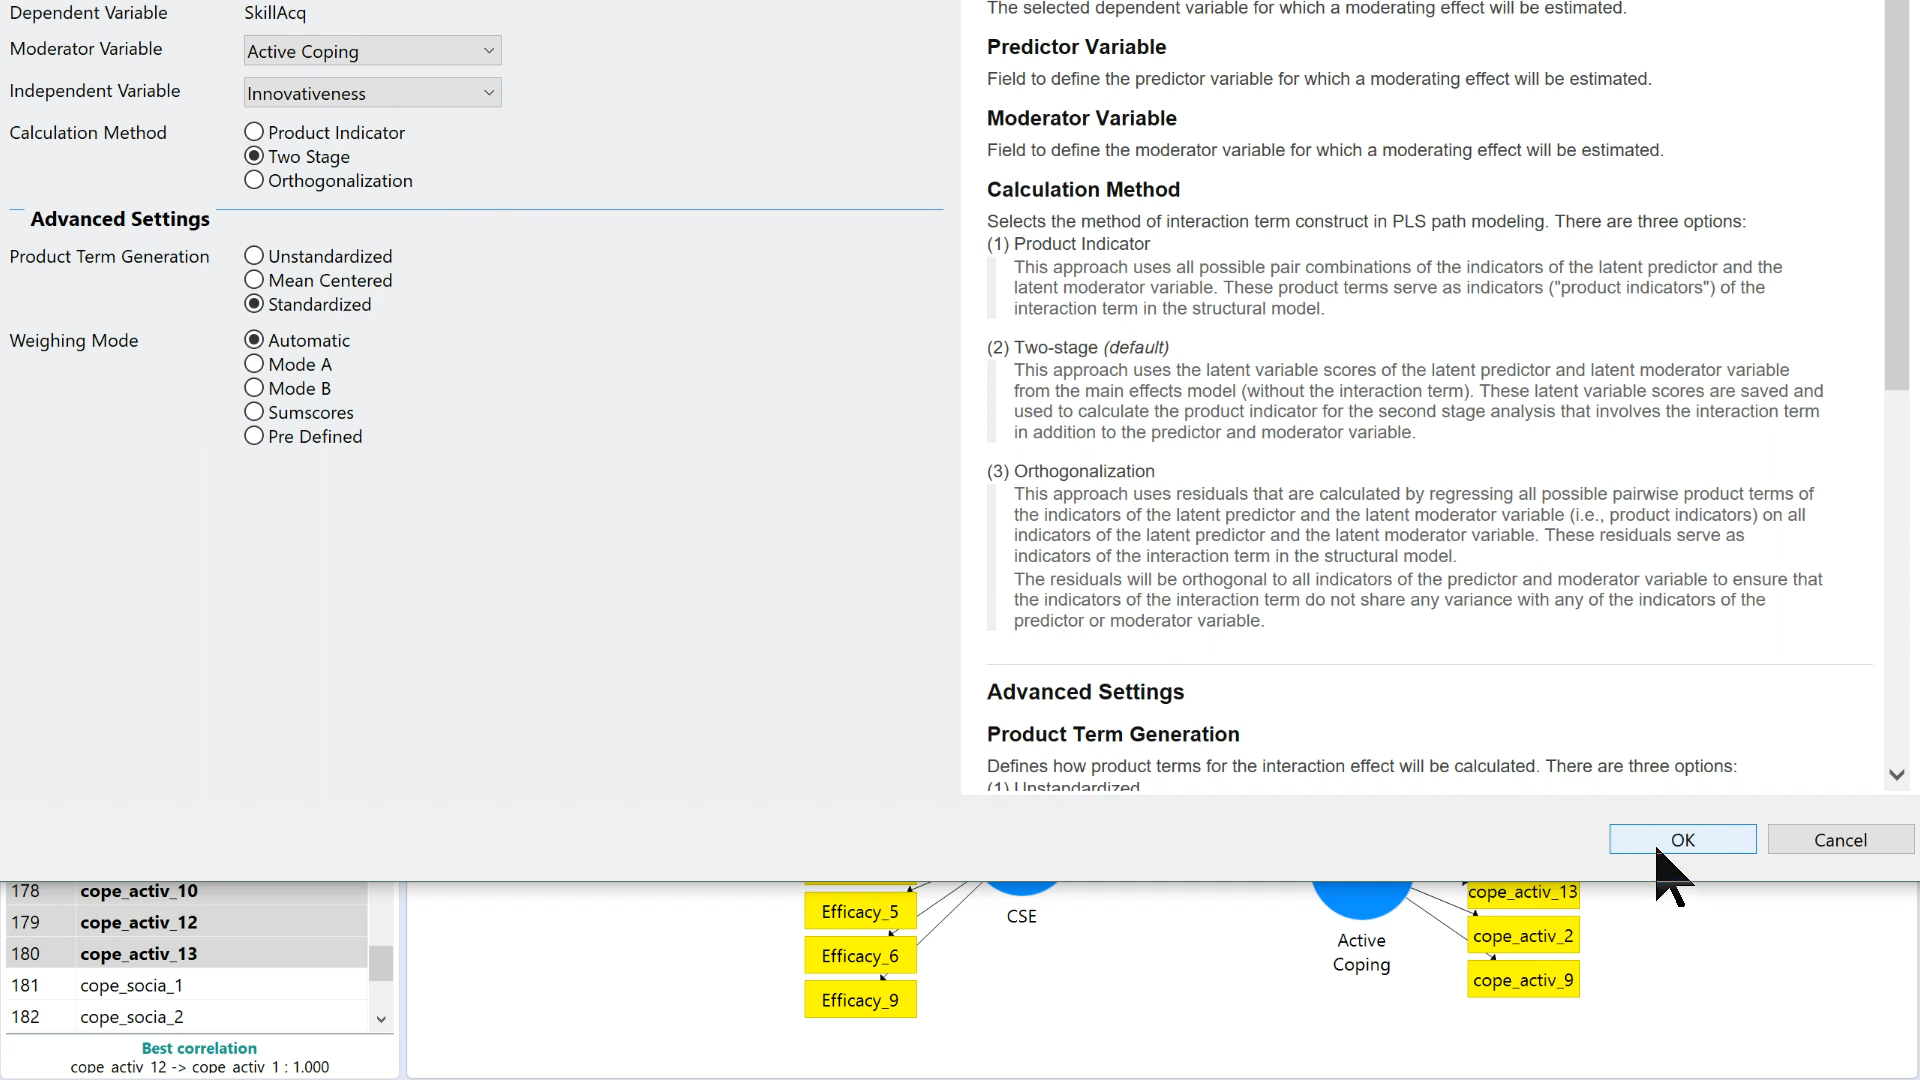 Dependent Variable
SkillAcq
Moderator Variable
Active Coping
Independent Variable
Innovativeness
Calculation Method
Product Indicator
Two Stage
Orthogonalization
Advanced Settings
Product Term Generation
Unstandardized
Mean Centered
Standardized
Weighing Mode
Automatic
Mode A
Mode B
Sumscores
Pre Defined
The selected dependent variable for which a moderating effect will be estimated.
Predictor Variable
Field to define the predictor variable for which a moderating effect will be estimated.
Moderator Variable
Field to define the moderator variable for which a moderating effect will be estimated.
Calculation Method
Selects the method of interaction term construct in PLS path modeling. There are three options:
(1) Product Indicator
This approach uses all possible pair combinations of the indicators of the latent predictor and the
latent moderator variable. These product terms serve as indicators ("product indicators") of the
interaction term in the structural model.
(2) Two-stage (default)
This approach uses the latent variable scores of the latent predictor and latent moderator variable
from the main effects model (without the interaction term). These latent variable scores are saved and
used to calculate the product indicator for the second stage analysis that involves the interaction term
in addition to the predictor and moderator variable.
(3) Orthogonalization
This approach uses residuals that are calculated by regressing all possible pairwise product terms of
the indicators of the latent predictor and the latent moderator variable (i.e., product indicators) on all
indicators of the latent predictor and the latent moderator variable. These residuals serve as
indicators of the interaction term in the structural model.
The residuals will be orthogonal to all indicators of the predictor and moderator variable to ensure that
the indicators of the interaction term do not share any variance with any of the indicators of the
predictor or moderator variable.
Advanced Settings
Product Term Generation
Defines how product terms for the interaction effect will be calculated. There are three options:
(1) Unstandardized
OK
Cancel
178 cope_activ_10
179 cope_activ_12
180 cope_activ_13
181 cope_socia_1
182 cope_socia_2
Best correlation
cope_activ_12 -> cope_activ_1 : 1.000
Efficacy_5
Efficacy_6
Efficacy_9
CSE
Active
Coping
cope_activ_13
cope_activ_2
cope_activ_9